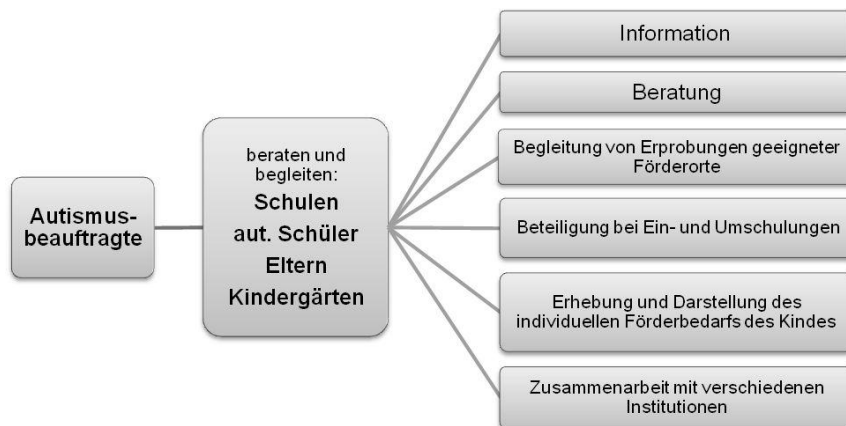 Autismus-
beauftragte
beraten und
begleiten:
Schulen
aut. Schüler
Eltern
Kindergärten
Information
Beratung
Begleitung von Erprobungen geeigneter
Förderorte
Beteiligung bei Ein- und Umschulungen
Erhebung und Darstellung des
individuellen Förderbedarfs des Kindes
Zusammenarbeit mit verschiedenen
Institutionen